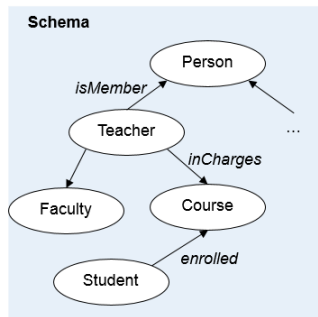 Schema
Person
isMember
Teacher
...
inCharges
Faculty
Course
enrolled
Student